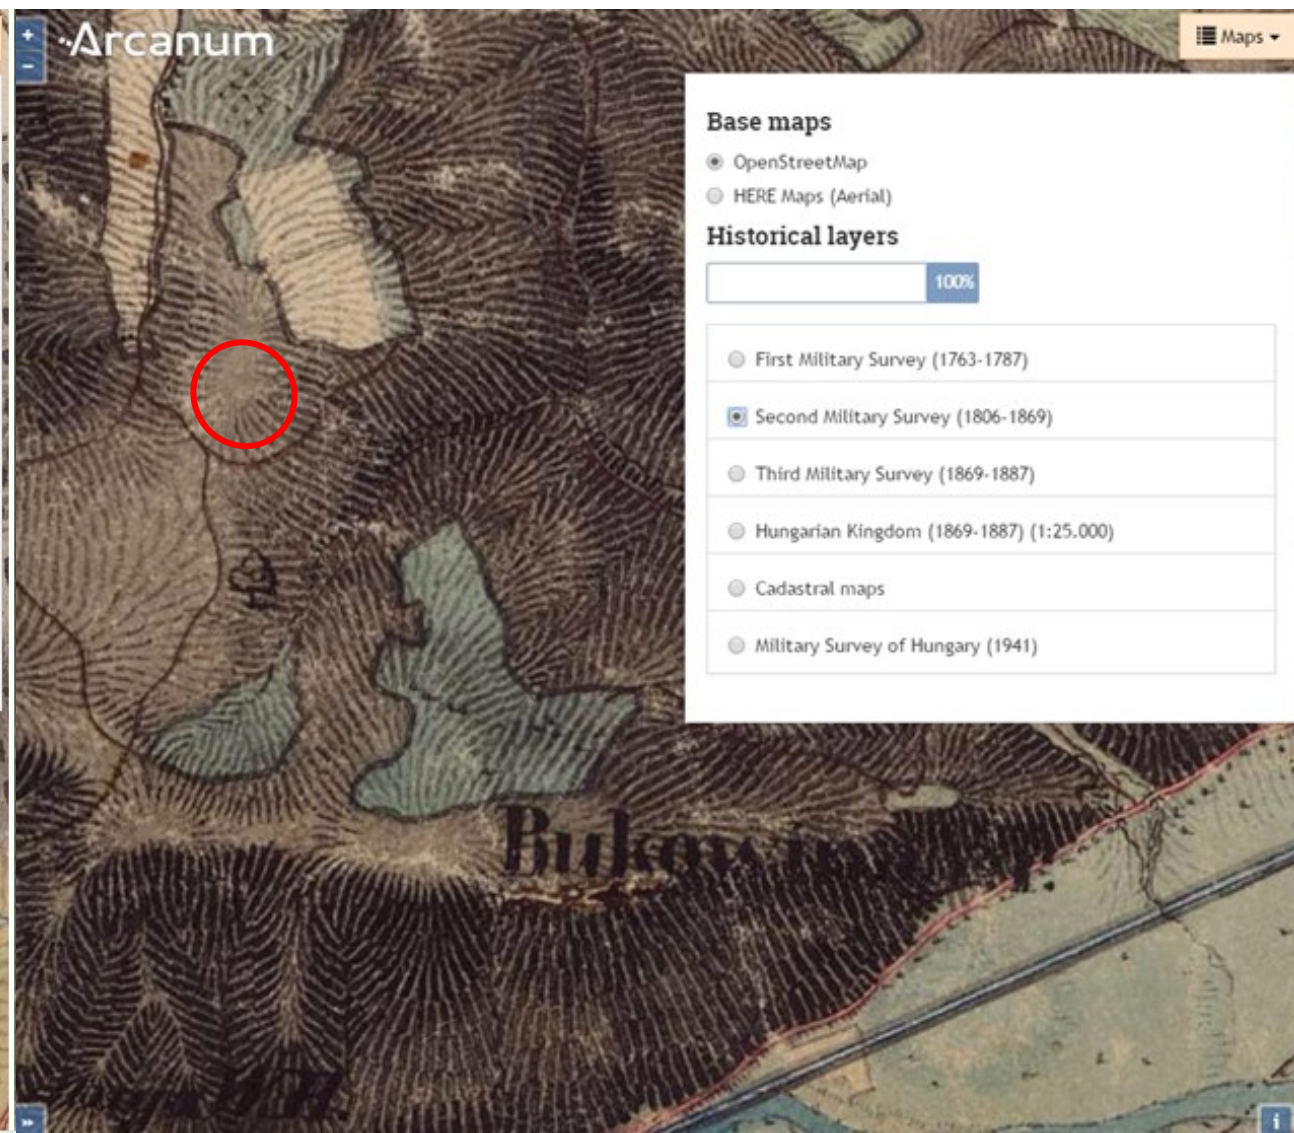 Arcanum
Maps
Base maps
OpenStreetMap
HERE Maps (Aerial)
Historical layers
100%
First Military Survey (1763-1787)
Second Military Survey (1806-1869)
Third Military Survey (1869-1887)
Hungarian Kingdom (1869-1887) (1:25.000)
Cadastral maps
Military Survey of Hungary (1941)